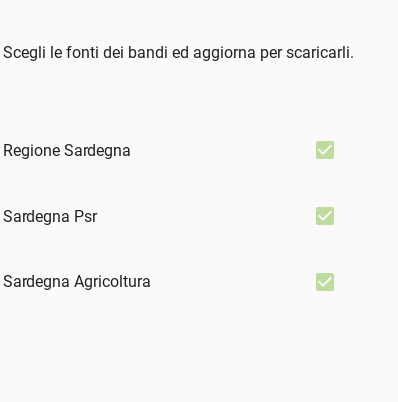 Scegli le fonti dei bandi ed aggiorna per scaricarli.
Regione Sardegna
Sardegna Psr
Sardegna Agricoltura